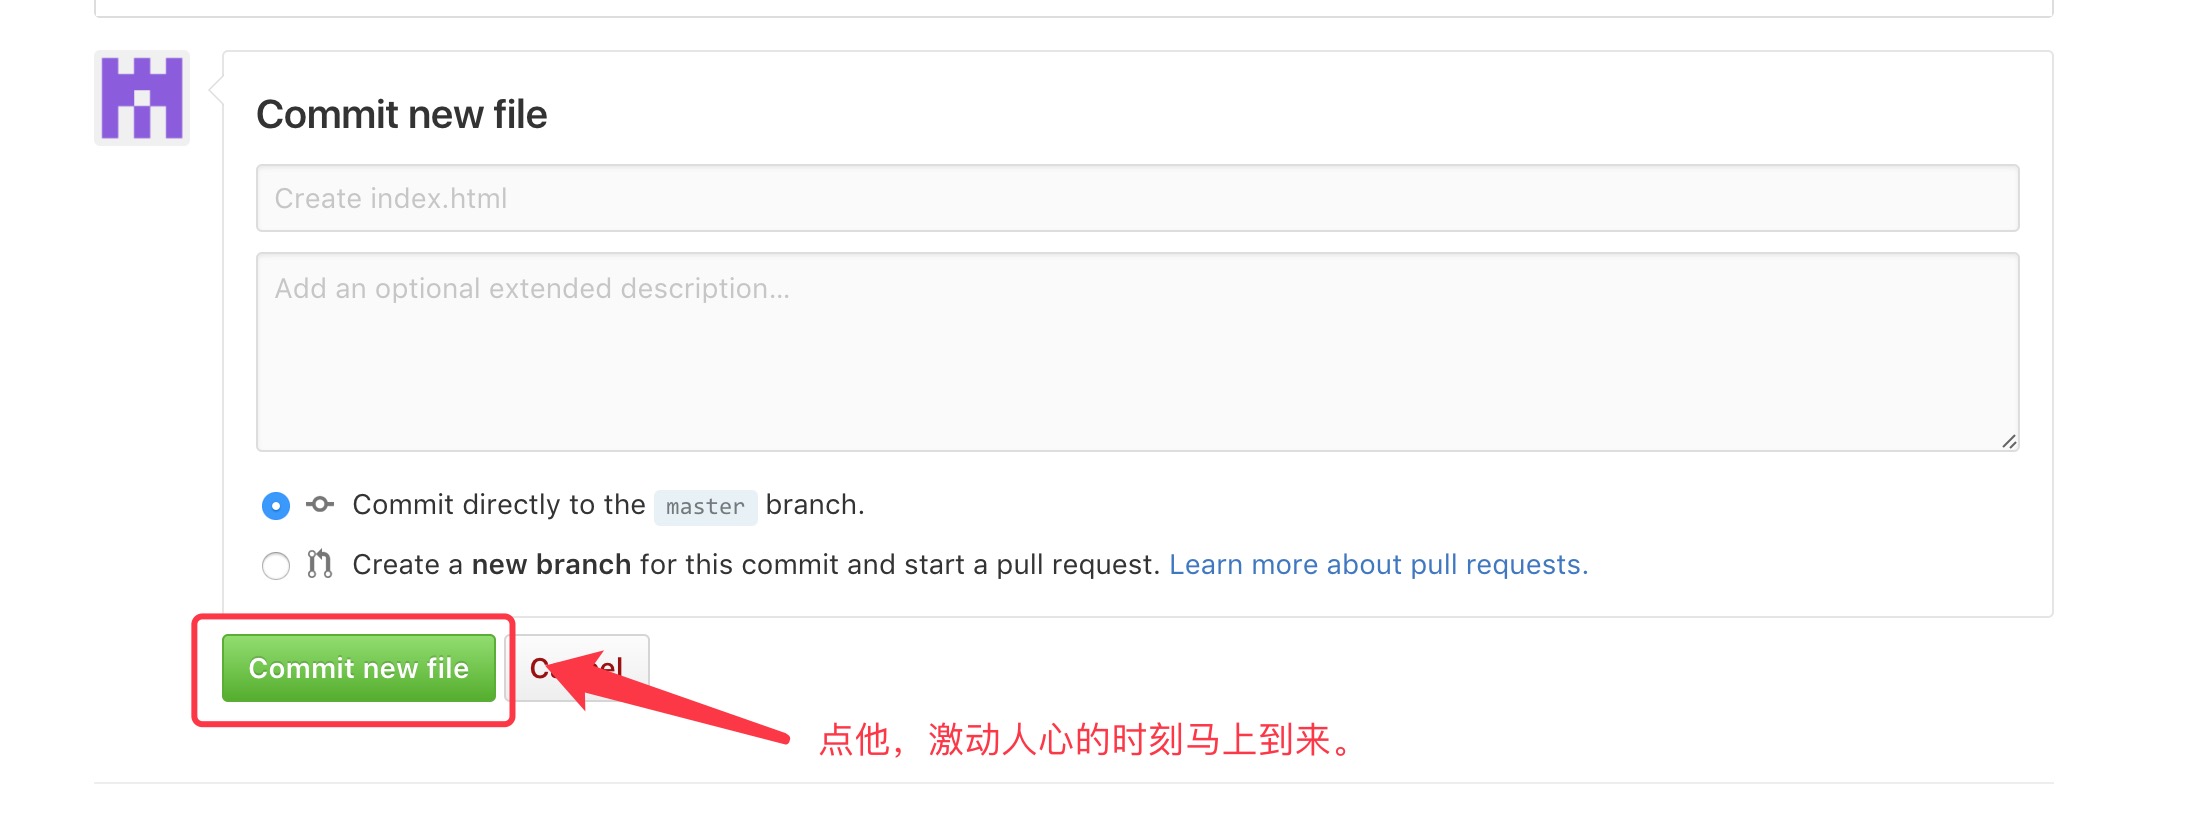 Commit new file
Create index.html
Add an optional extended description...
Commit directly to the master branch.
Create a new branch for this commit and start a pull request. Learn more about pull requests.
Commit new file
点他，激动人心的时刻马上到来。